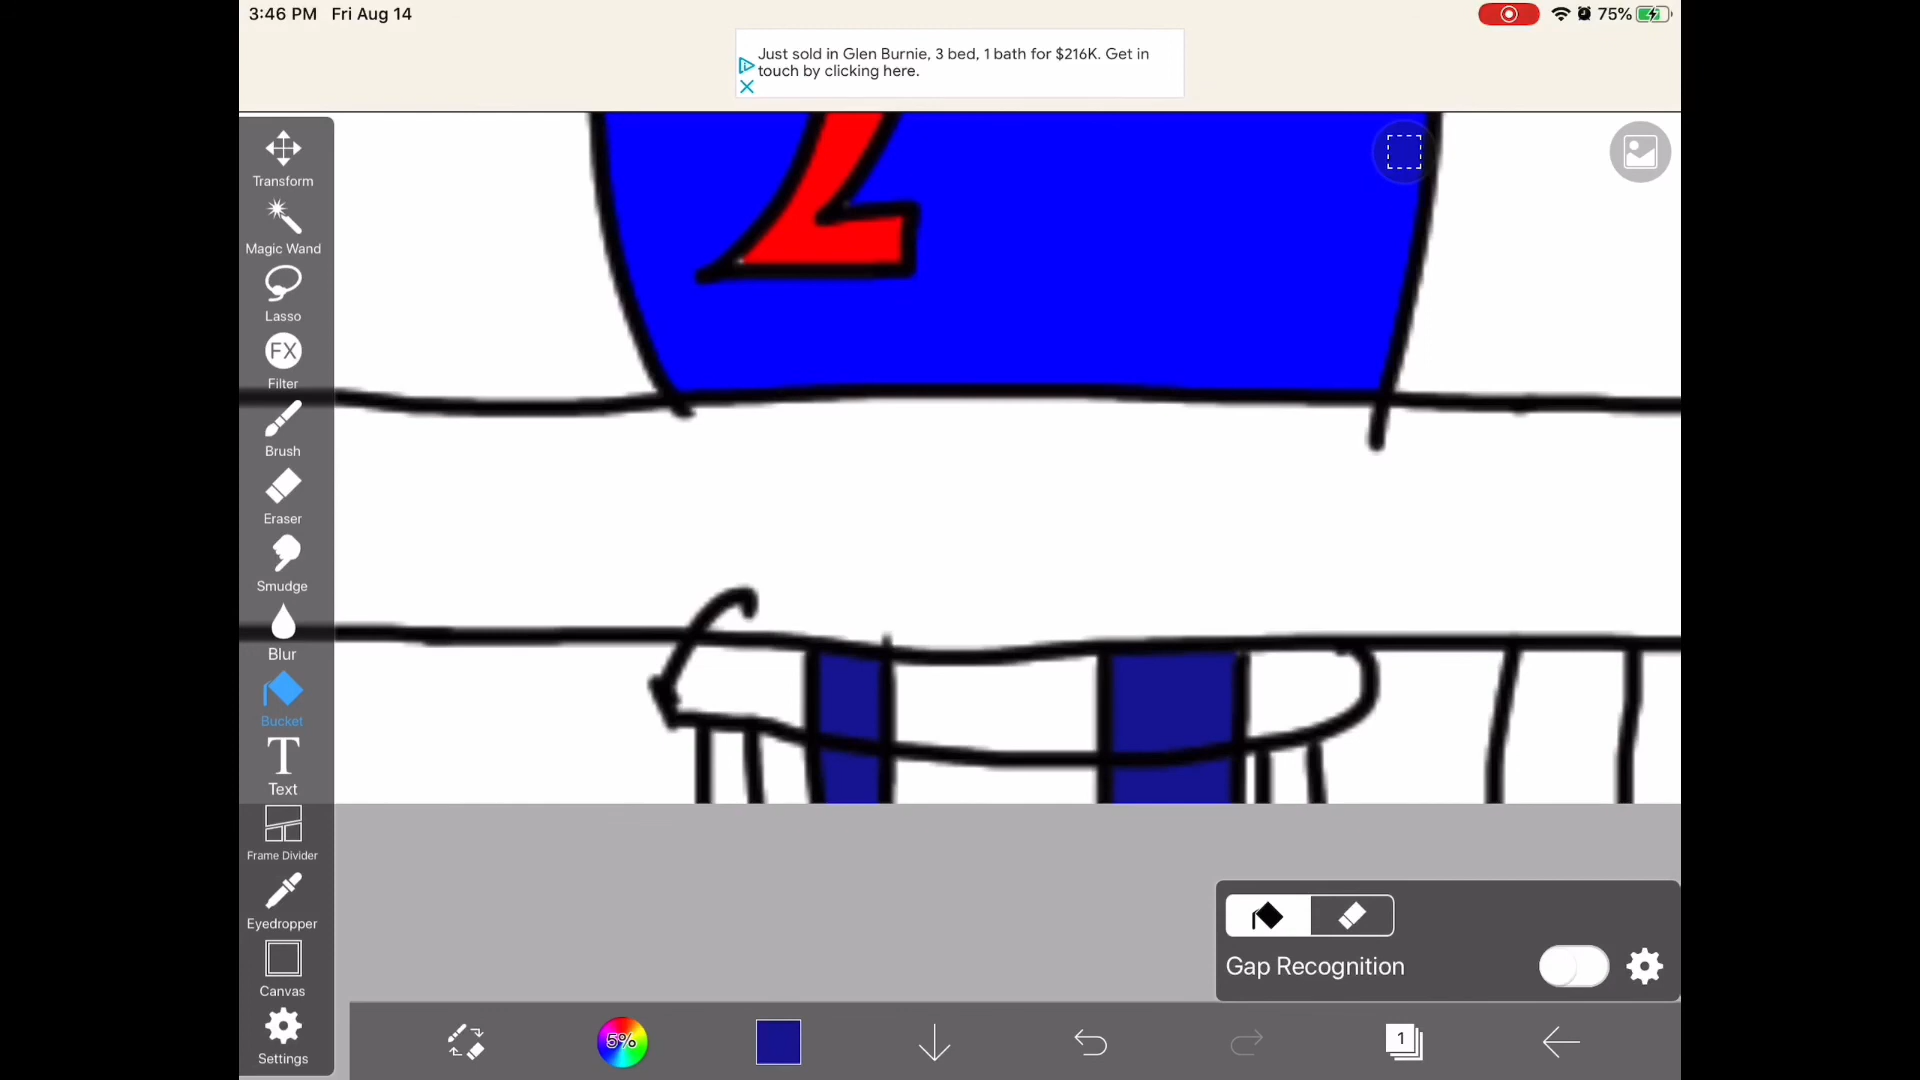 3:46 PM Fri Aug 14
75%
Just sold in Glen Burnie, 3 bed, 1 bath for $216K. Get in
touch by clicking here.
Transform
Magic Wand
Lasso
FX
Filter
Brush
Eraser
Smudge
Blur
Bucket
T
Text
Frame Divider
Eyedropper
Canvas
Settings
2
Gap Recognition
5%
1